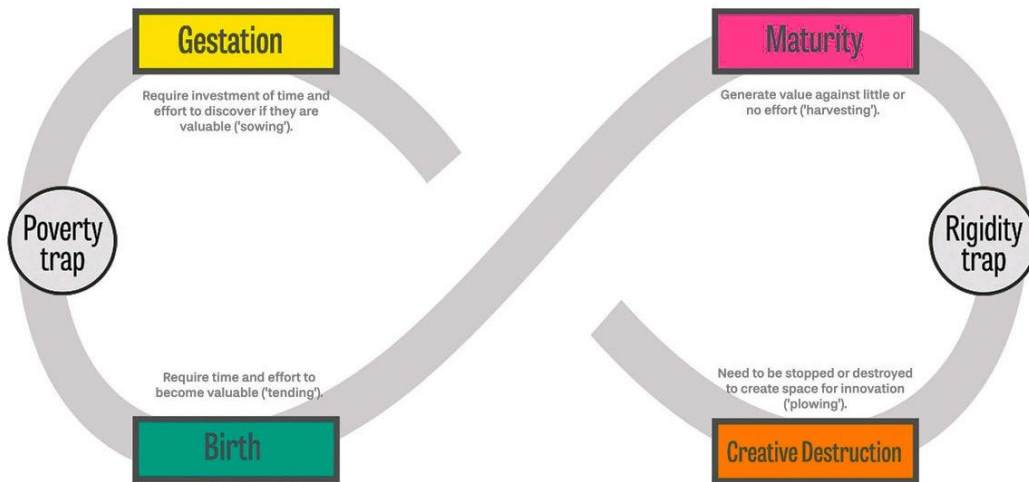 Gestation
Require investment of time and
effort to discover if they are
valuable ('sowing').
Maturity
Generate value against little or
no effort ('harvesting').
Poverty
trap
Rigidity
trap
Require time and effort to
become valuable ('tending').
Birth
Need to be stopped or destroyed
to create space for innovation
('plowing').
Creative Destruction